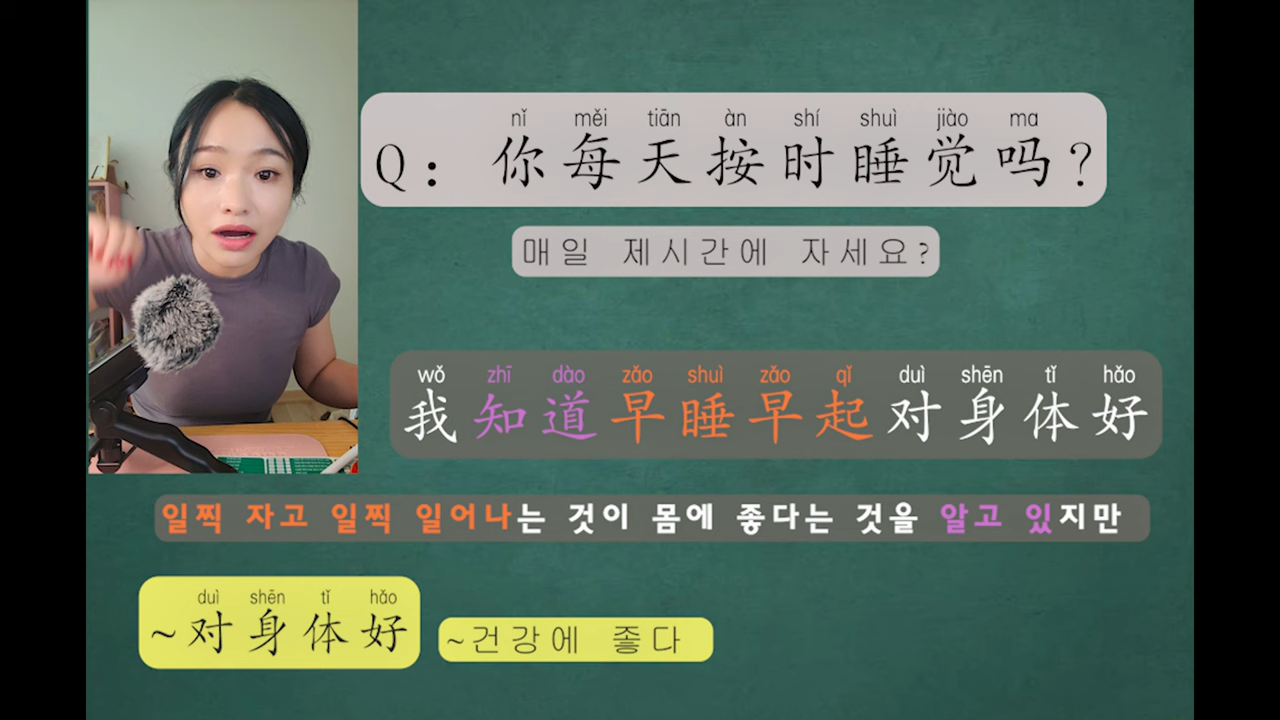 nǐ měi tiān àn shí shuì jiào ma
Q：你每天按时睡觉吗?
매일 제시간에 자세요?
wǒ zhī dào zǎo shuì zǎo qǐ duì shēn tǐ hǎo
我知道早睡早起对身体好
일찍 자고 일찍 일어나는 것이 몸에 좋다는 것을 알고 있지만
duì shēn tǐ hǎo
~对身体好
~건강에 좋다